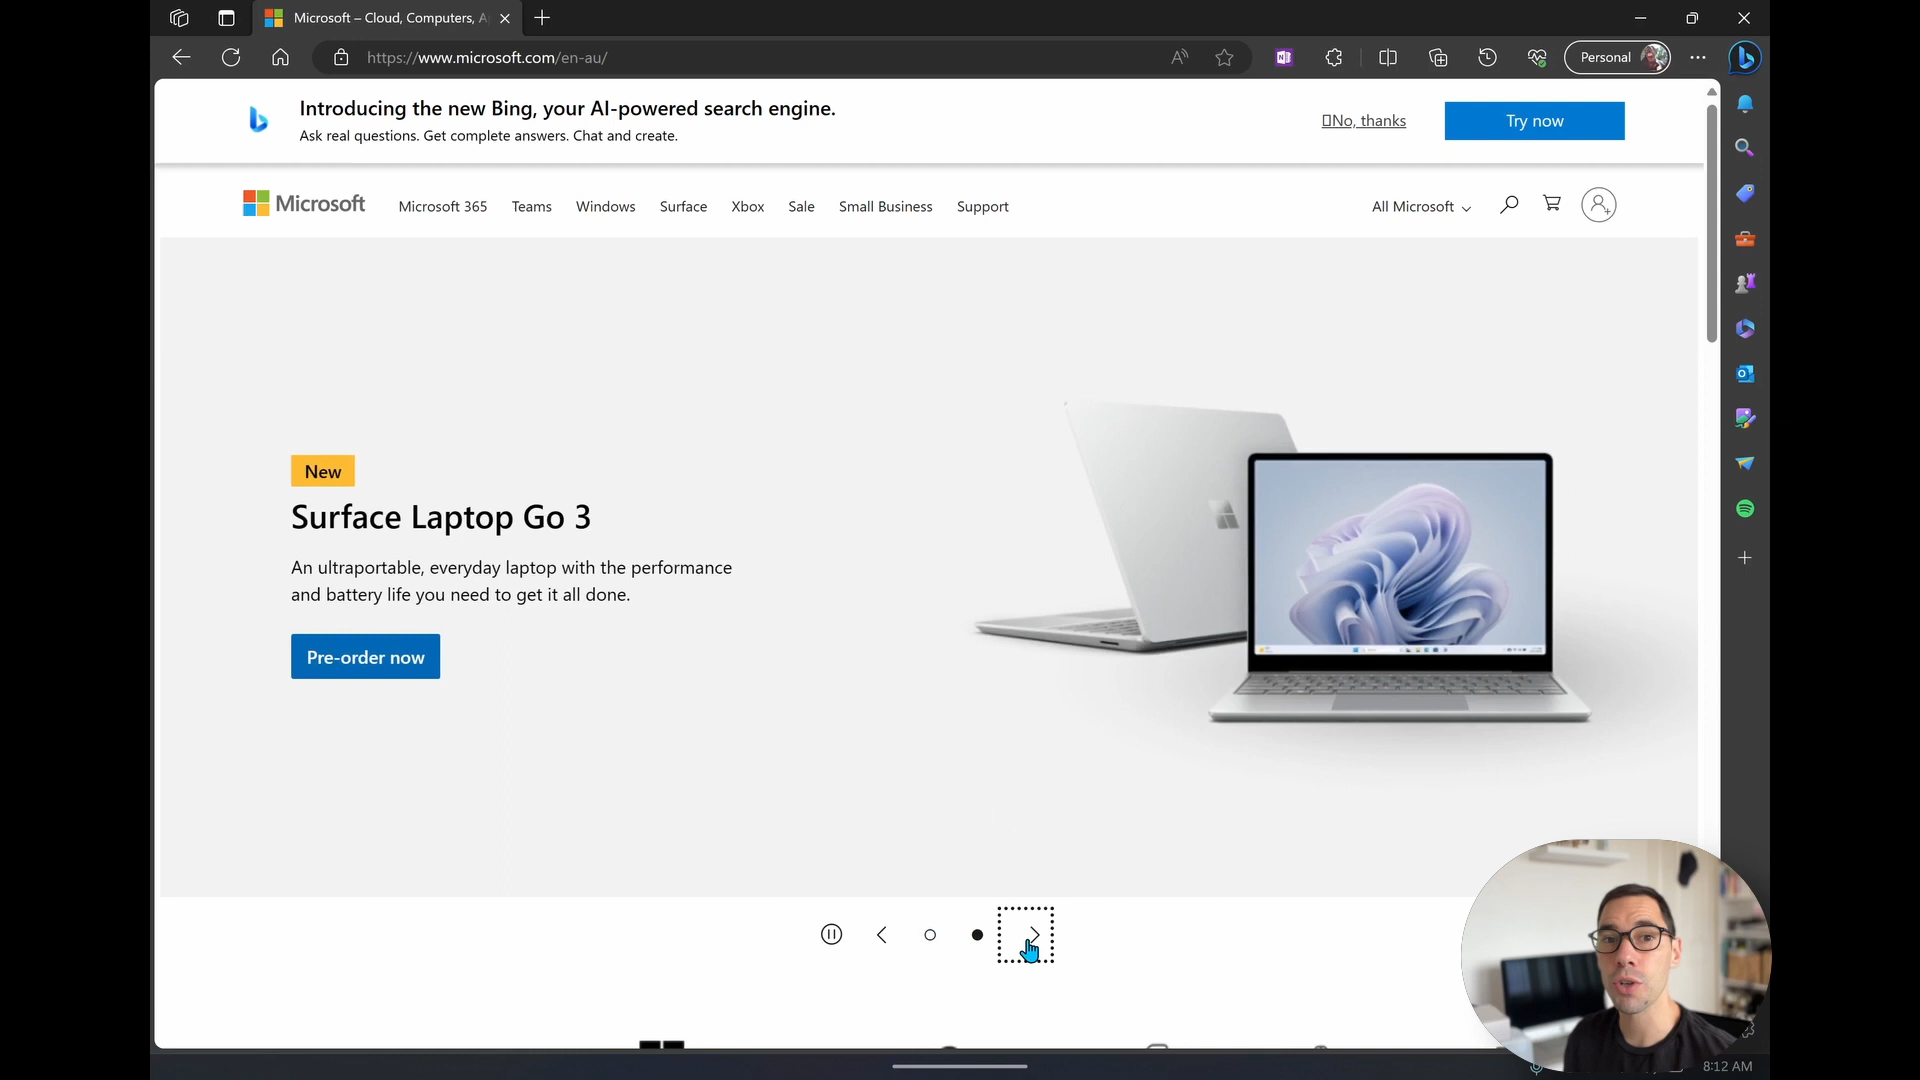 Microsoft – Cloud, Computers, A
https://www.microsoft.com/en-au/
Personal
Introducing the new Bing, your AI-powered search engine.
Ask real questions. Get complete answers. Chat and create.
No, thanks
Try now
Microsoft
Microsoft 365
Teams
Windows
Surface
Xbox
Sale
Small Business
Support
All Microsoft
New
Surface Laptop Go 3
An ultraportable, everyday laptop with the performance
and battery life you need to get it all done.
Pre-order now
8:12 AM